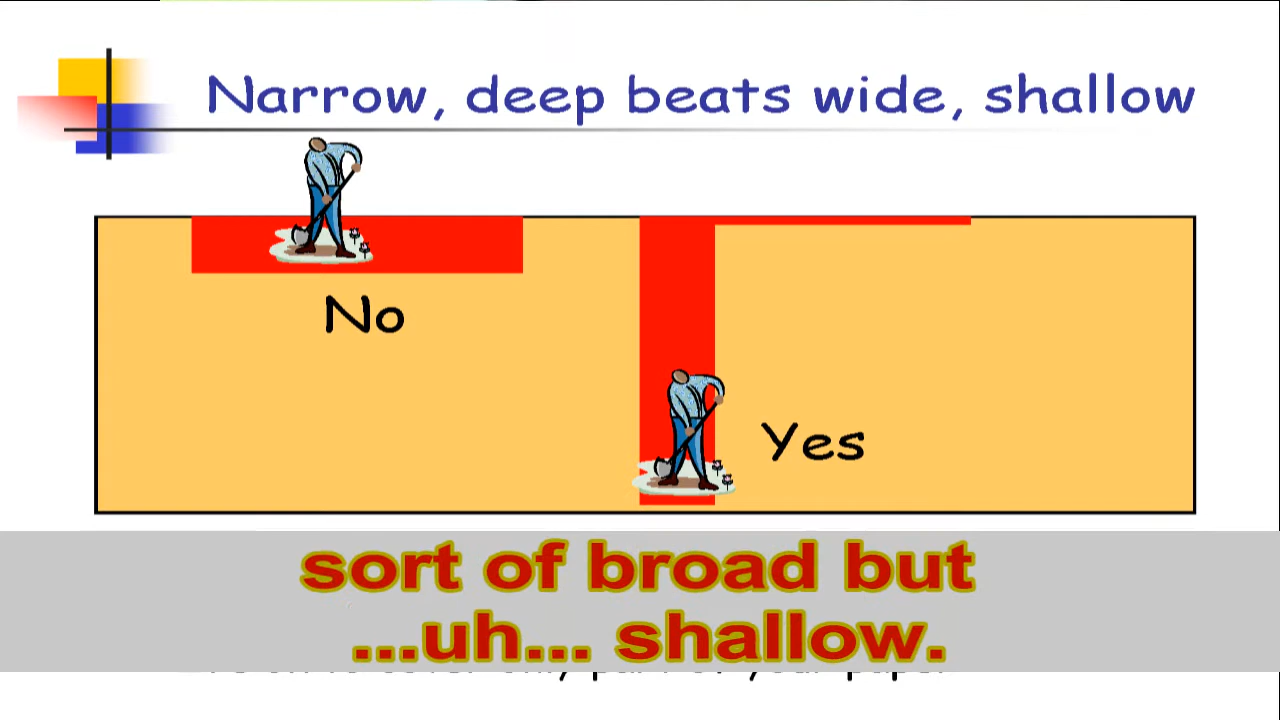 Narrow, deep beats wide, shallow
No
Yes
sort of broad but
...uh... shallow.